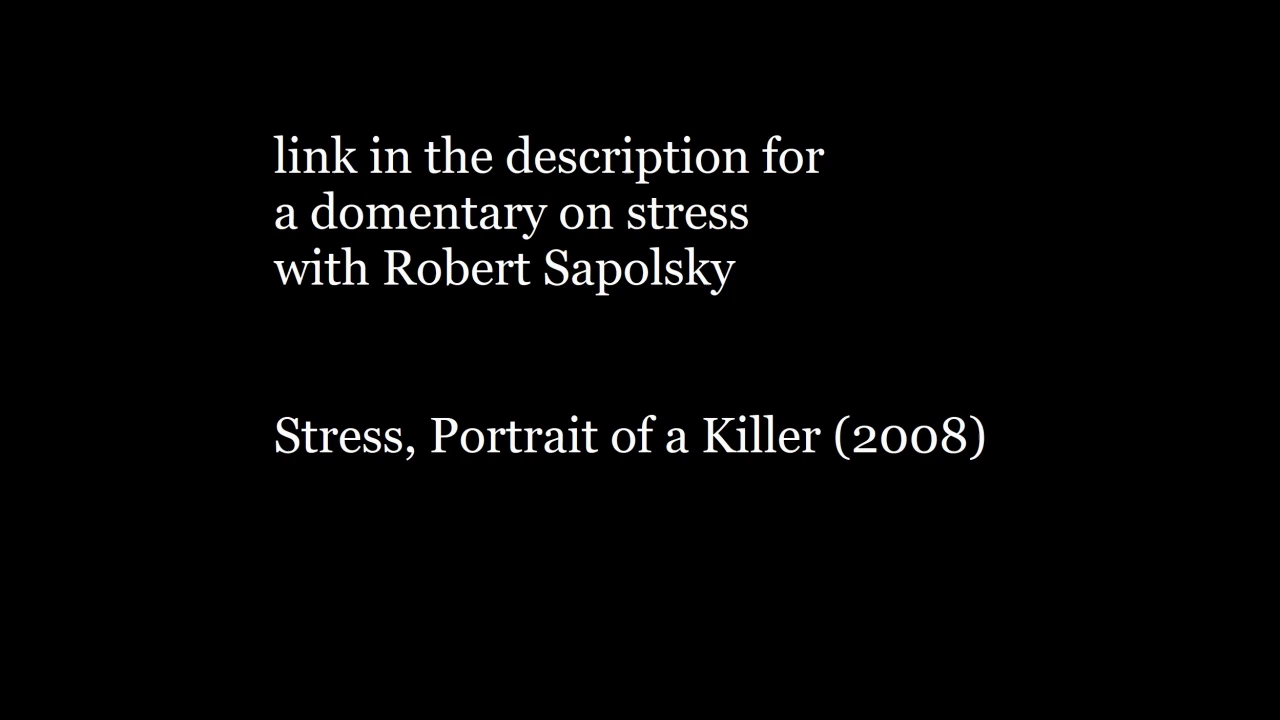 link in the description for
a domentary on stress
with Robert Sapolsky
Stress, Portrait of a Killer (2008)